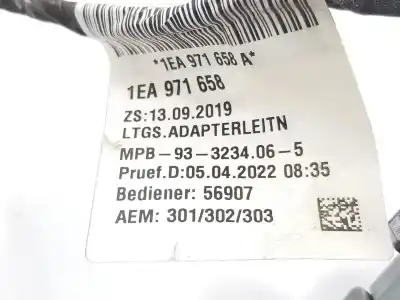 *1EA 971 658 A*
1EA 971 658
ZS:13.09.2019
LTGS.ADAPTERLEITN
MPB-93-3234.06-5
Pruef.D:05.04.2022 08:35
Bediener: 56907
AEM: 301/302/303